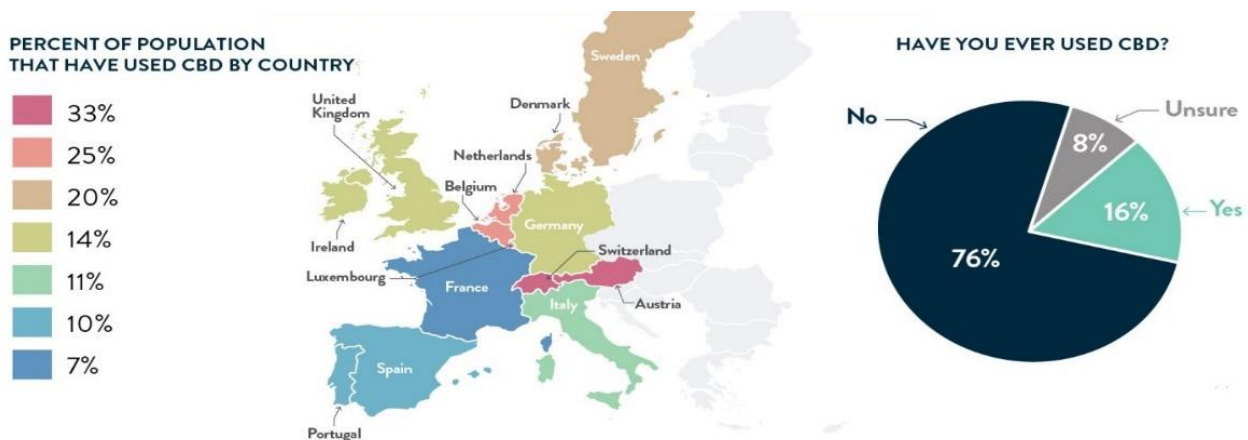 PERCENT OF POPULATION
THAT HAVE USED CBD BY COUNTRY
33%
25%
20%
14%
11%
10%
7%
Sweden
United
Kingdom
Denmark
Netherlands
Belgium
Germany
Ireland
Switzerland
Luxembourg
France
Austria
Italy
Spain
Portugal
HAVE YOU EVER USED CBD?
No
Unsure
8%
16%
Yes
76%